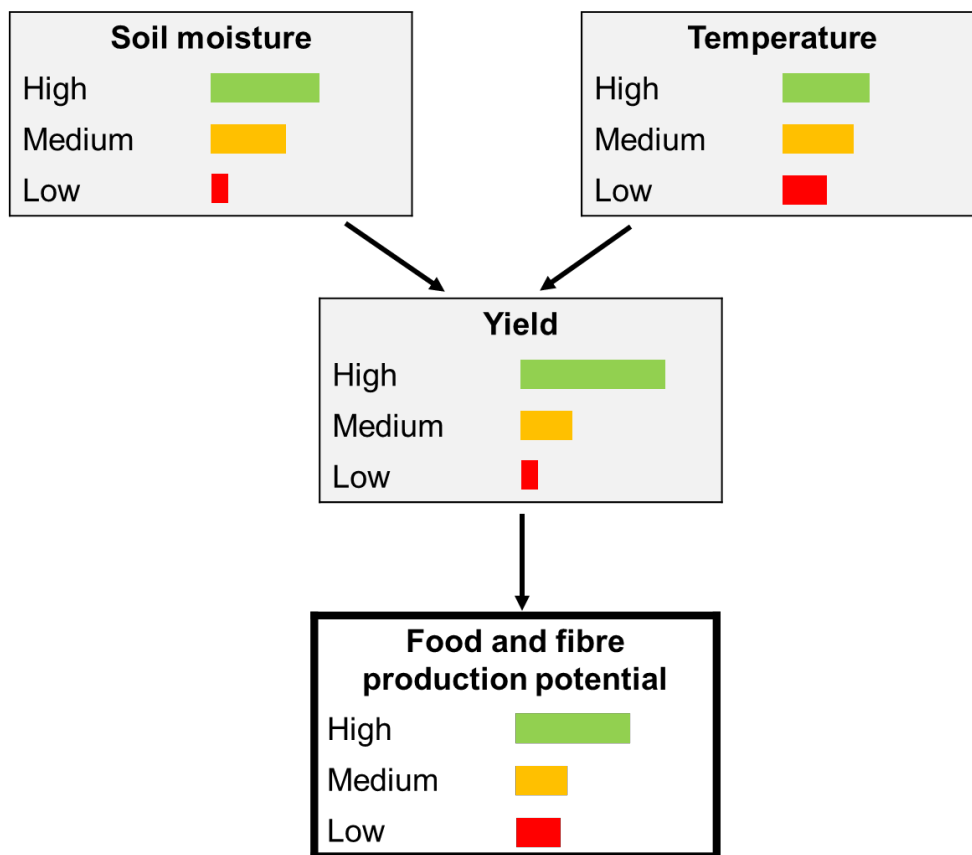 Soil moisture
High
Medium
Low
Temperature
High
Medium
Low
Yield
High
Medium
Low
Food and fibre
production potential
High
Medium
Low